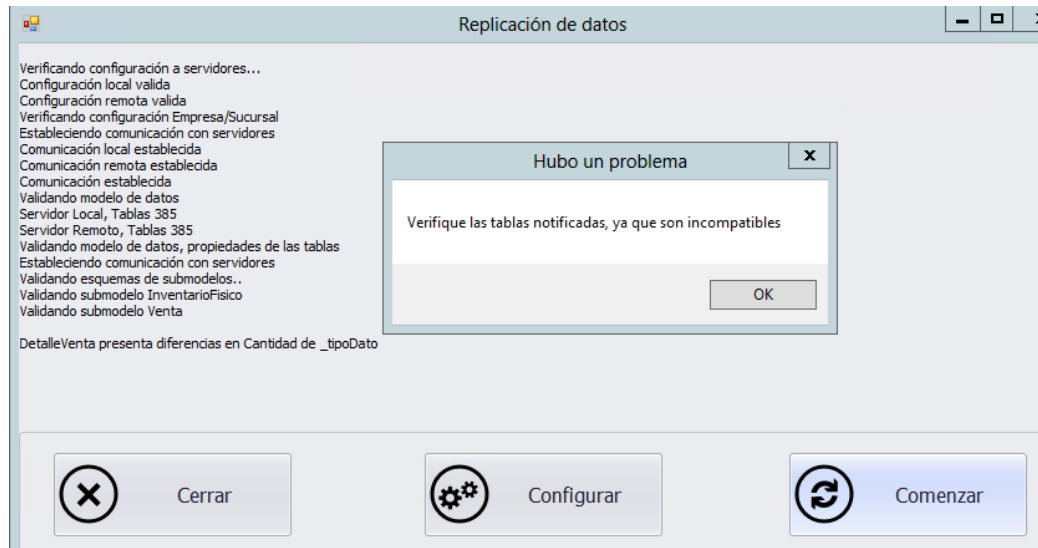 Replicación de datos
Verificando configuración a servidores...
Configuración local valida
Configuración remota valida
Verificando configuración Empresa/Sucursal
Estableciendo comunicación con servidores
Comunicación local establecida
Comunicación remota establecida
Comunicación establecida
Validando modelo de datos
Servidor Local, Tablas 385
Servidor Remoto, Tablas 385
Validando modelo de datos, propiedades de las tablas
Estableciendo comunicación con servidores
Validando esquemas de submodelos..
Validando submodelo InventarioFisico
Validando submodelo Venta
DetalleVenta presenta diferencias en Cantidad de _tipoDato
Hubo un problema
Verifique las tablas notificadas, ya que son incompatibles
OK
Cerrar
Configurar
Comenzar